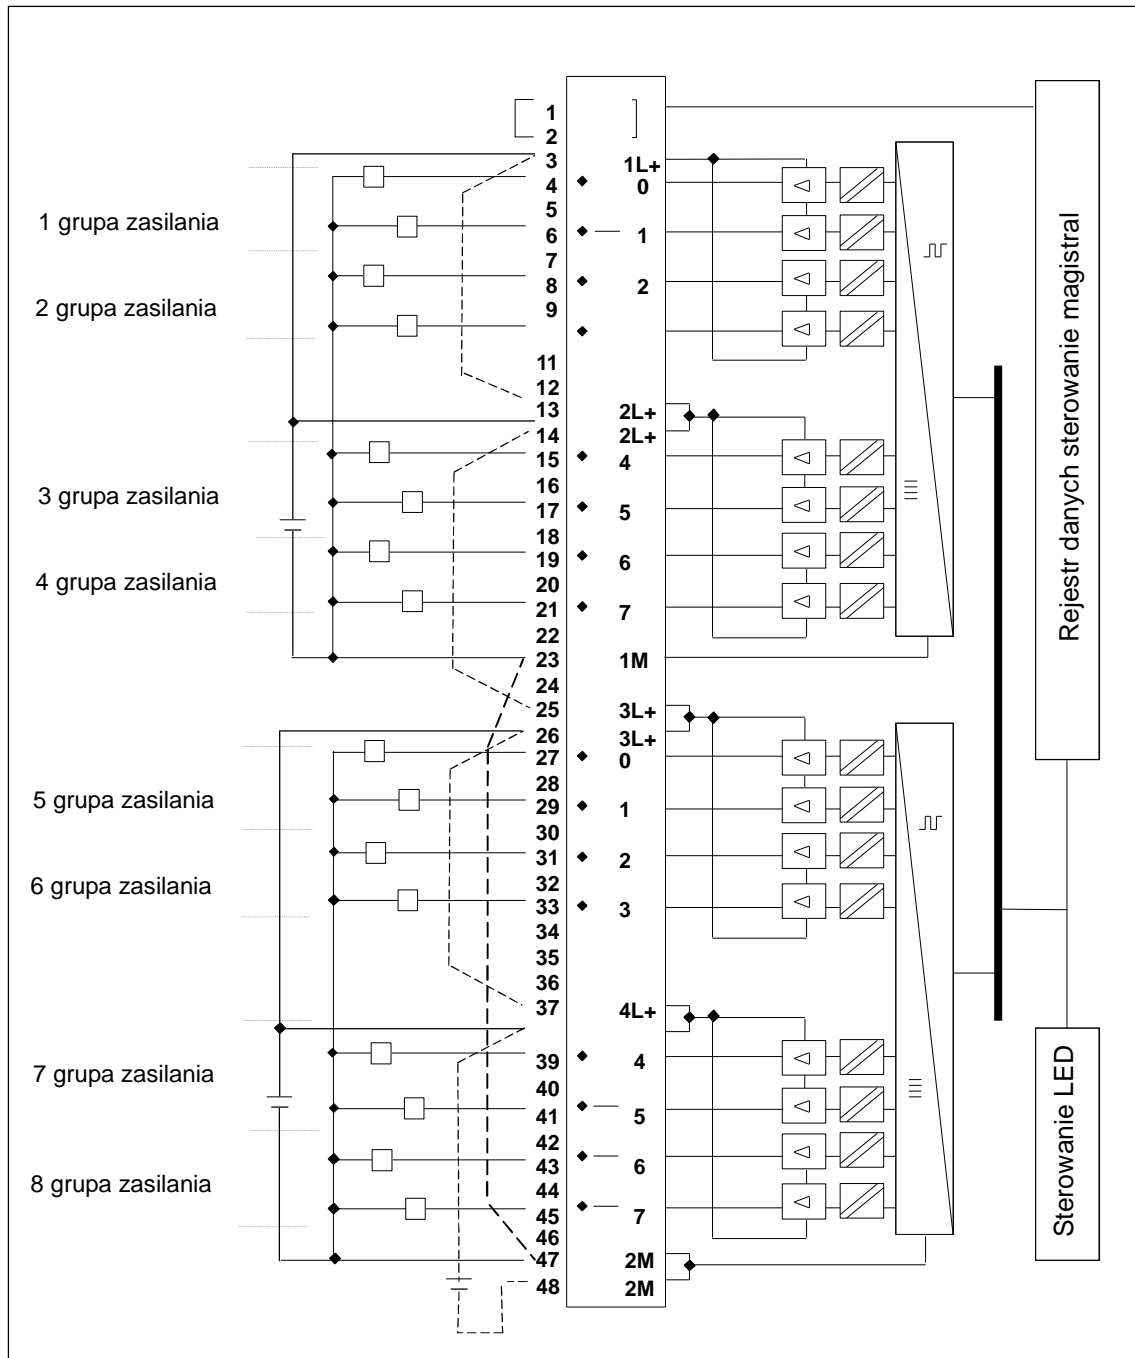 1
2
3 1L+
4 0
5
6 1
7
8 2
9
11
12
13 2L+
14 2L+
15 4
16
17 5
18
19 6
20
21 7
22
23 1M
24
25 3L+
26 3L+
27 0
28
29 1
30
31 2
32
33 3
34
35
36
37 4L+
39 4
40
41 5
42
43 6
44
45 7
46
47 2M
48 2M
1 grupa zasilania
2 grupa zasilania
3 grupa zasilania
4 grupa zasilania
5 grupa zasilania
6 grupa zasilania
7 grupa zasilania
8 grupa zasilania
Rejestr danych sterowanie magistral
Sterowanie LED